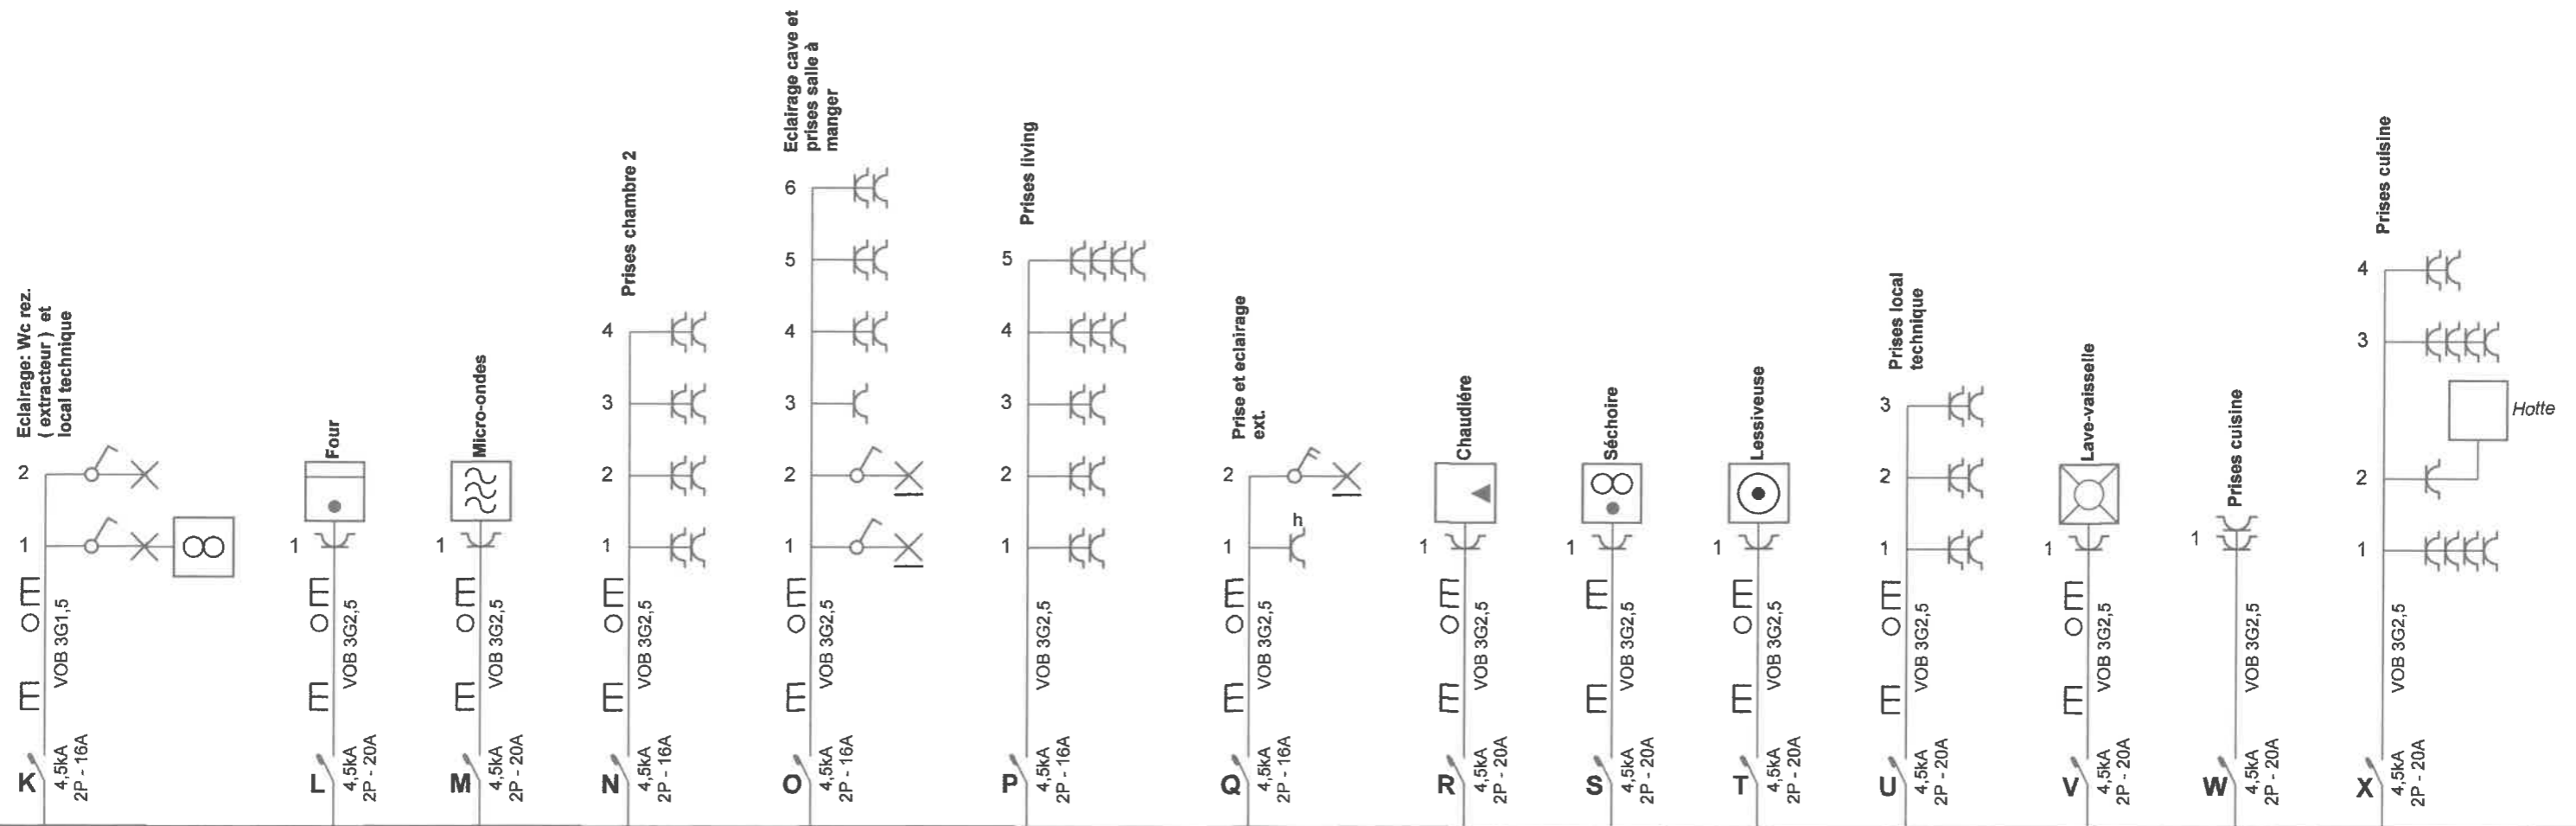 Eclairage: Wc rez.
( extracteur ) et
local technique
2
1
VOB 3G1,5
K
4,5kA
2P - 16A
Four
1
VOB 3G2,5
L
4,5kA
2P - 20A
Micro-ondes
1
VOB 3G2,5
M
4,5kA
2P - 20A
Prises chambre 2
4
3
2
1
VOB 3G2,5
N
4,5kA
2P - 16A
Eclairage cave et
prises salle à
manger
6
5
4
3
2
1
VOB 3G2,5
O
4,5kA
2P - 16A
Prises living
5
4
3
2
1
VOB 3G2,5
P
4,5kA
2P - 16A
Prise et eclairage
ext.
2
h
1
VOB 3G2,5
Q
4,5kA
2P - 16A
Chaudiére
1
VOB 3G2,5
R
4,5kA
2P - 20A
Séchoire
1
VOB 3G2,5
S
4,5kA
2P - 20A
Lessiveuse
1
VOB 3G2,5
T
4,5kA
2P - 20A
Prises local
technique
3
2
1
VOB 3G2,5
U
4,5kA
2P - 20A
Lave-vaisselle
1
VOB 3G2,5
V
4,5kA
2P - 20A
Prises cuisine
1
VOB 3G2,5
W
4,5kA
2P - 20A
Prises cuisine
4
3
Hotte
2
1
VOB 3G2,5
X
4,5kA
2P - 20A